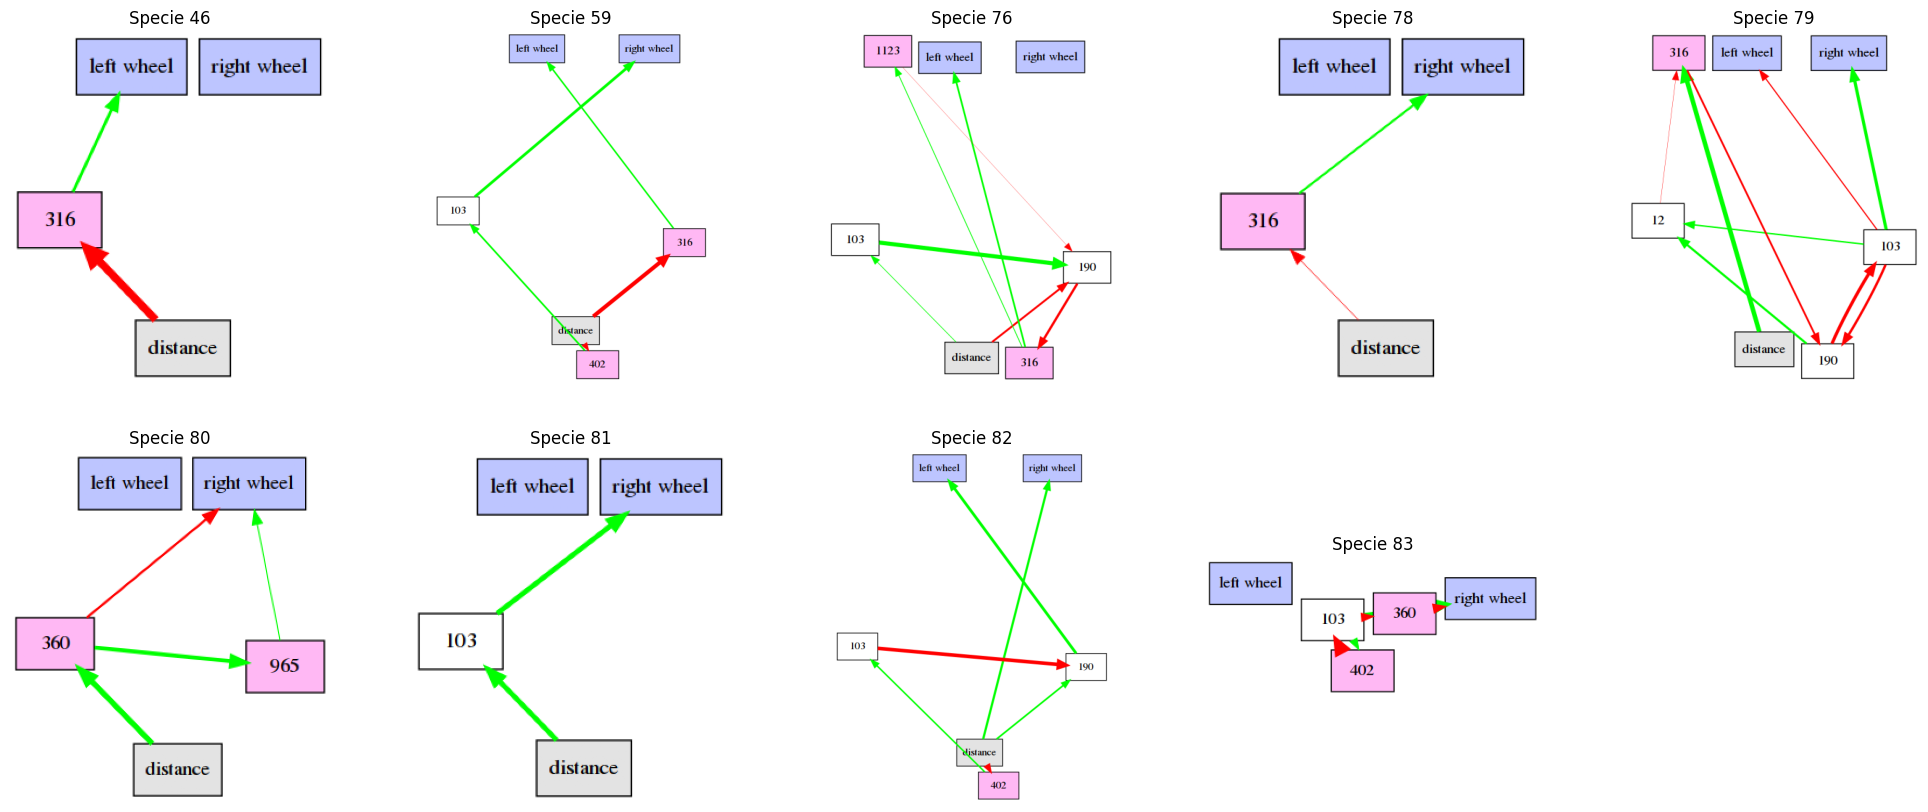 Specie 46
left wheel
right wheel
316
distance
Specie 59
left wheel
right wheel
103
316
distance
402
Specie 76
1123
left wheel
right wheel
103
190
distance
316
Specie 78
left wheel
right wheel
316
distance
Specie 79
316
left wheel
right wheel
12
103
distance
190
Specie 80
left wheel
right wheel
360
965
distance
Specie 81
left wheel
right wheel
103
distance
Specie 82
left wheel
right wheel
103
190
distance
402
Specie 83
left wheel
103
360
right wheel
402